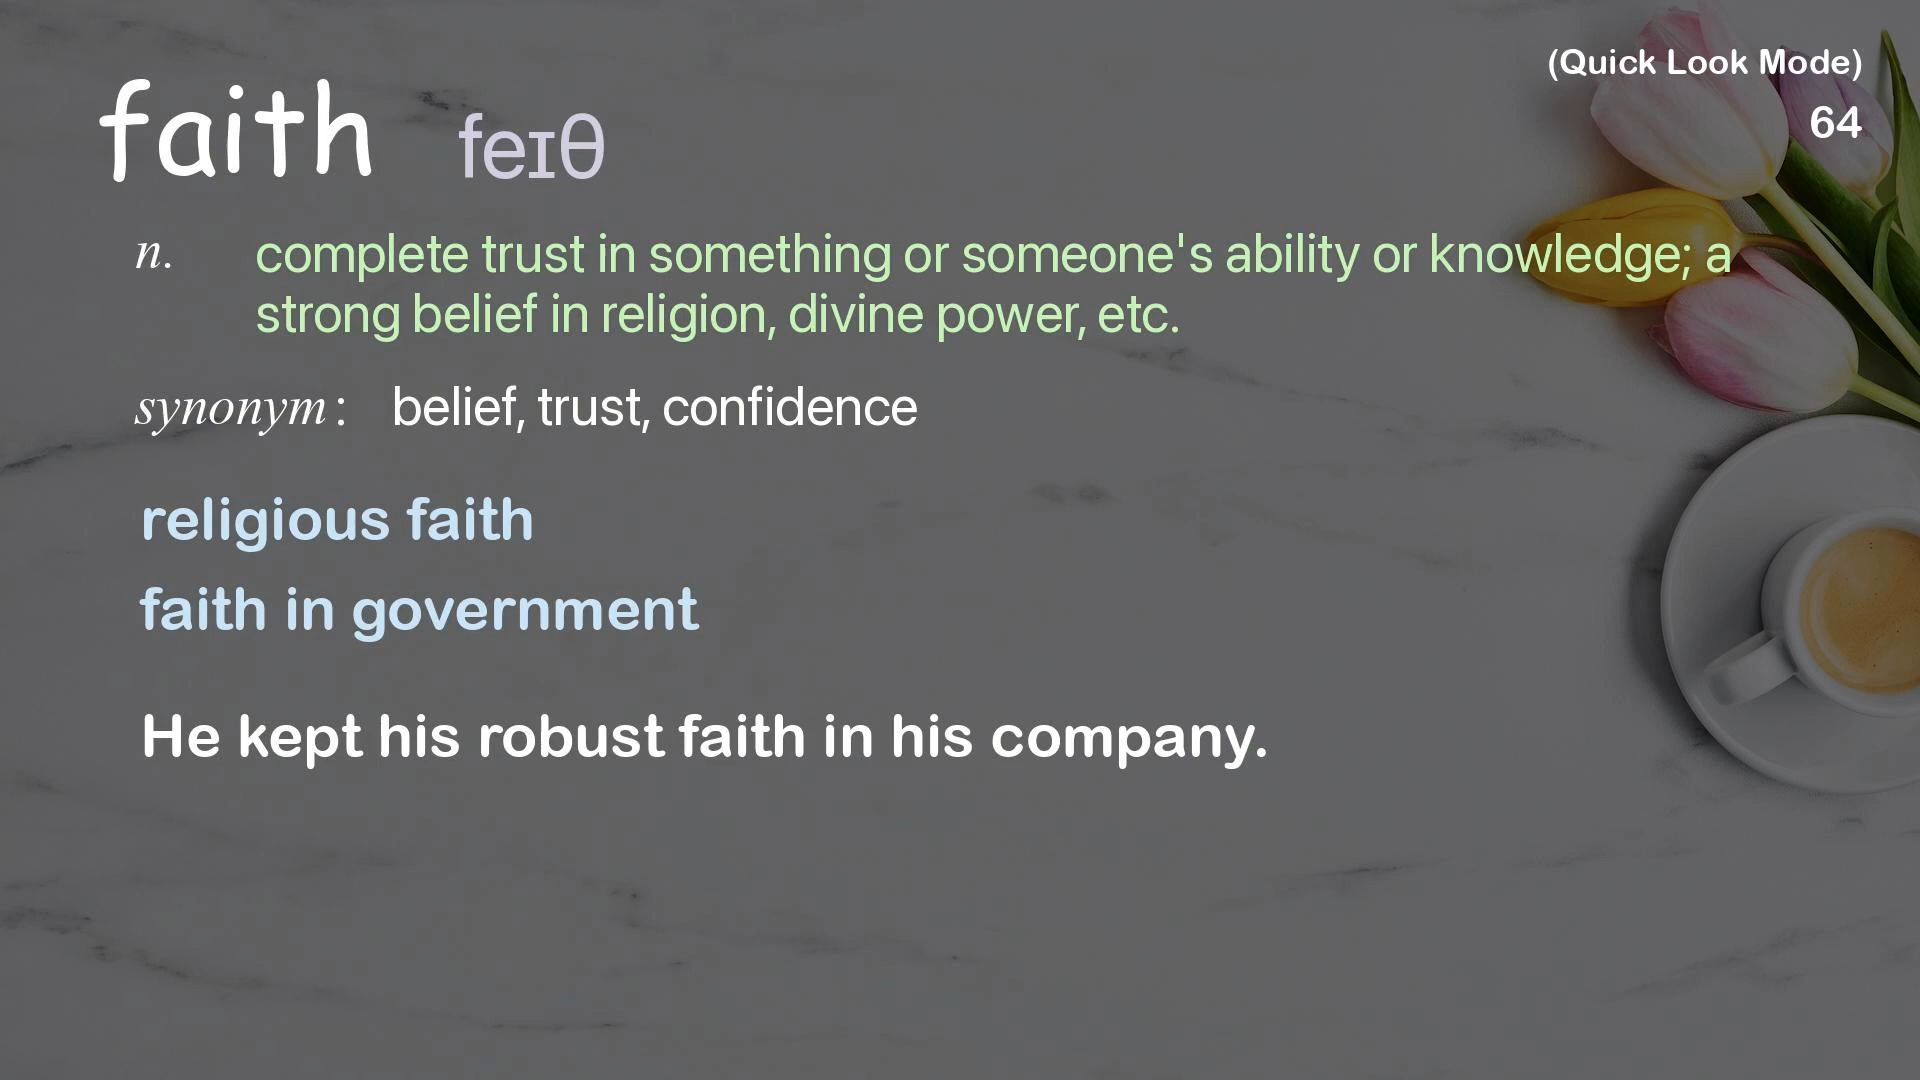 (Quick Look Mode)
64
faith feɪθ
n. complete trust in something or someone's ability or knowledge; a
strong belief in religion, divine power, etc.
synonym: belief, trust, confidence
religious faith
faith in government
He kept his robust faith in his company.